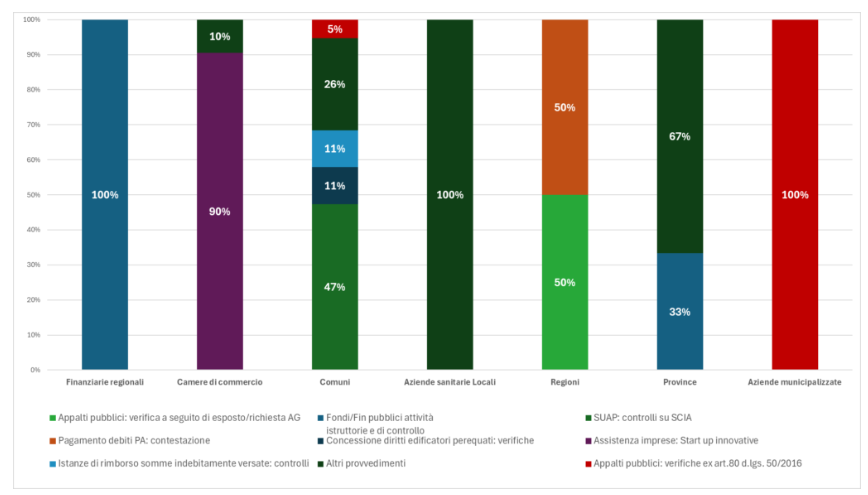 100%
90%
80%
70%
60%
50%
40%
30%
20%
10%
0%
100%
10%
90%
5%
26%
11%
11%
47%
100%
50%
50%
67%
33%
100%
Finanziarie regionali
Camere di commercio
Comuni
Aziende sanitarie Locali
Regioni
Province
Aziende municipalizzate
Appalti pubblici: verifica a seguito di esposto/richiesta AG
Fondi/Fin pubblici attività
istruttorie e di controllo
SUAP: controlli su SCIA
Pagamento debiti PA: contestazione
Concessione diritti edificatori perequati: verifiche
Assistenza imprese: Start up innovative
Istanze di rimborso somme indebitamente versate: controlli
Altri provvedimenti
Appalti pubblici: verifiche ex art.80 d.lgs. 50/2016